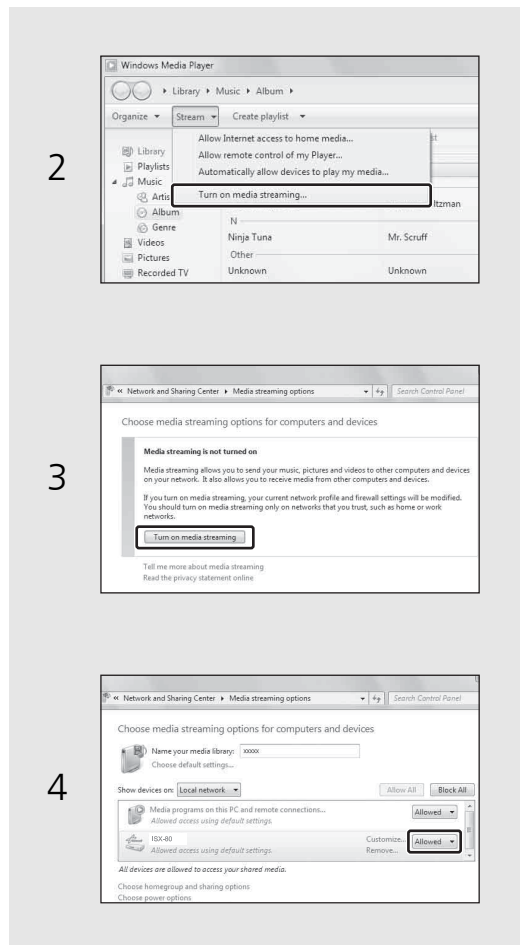 2
Windows Media Player
Library Music Album
Organize Stream Create playlist
Allow Internet access to home media...
Library
Allow remote control of my Player...
Playlists
Automatically allow devices to play my media...
Music
Turn on media streaming...
Album
N
Genre
Ninja Tuna Mr. Scruff
Videos
Other
Pictures
Unknown Unknown
Recorded TV
3
« Network and Sharing Center Media streaming options Search Control Panel
Choose media streaming options for computers and devices
Media streaming is not turned on
Media streaming allows you to send your music, pictures and videos to other computers and devices
on your network. It also allows you to receive media from other computers and devices.
If you turn on media streaming, your current network profile and firewall settings will be modified.
You should turn on media streaming only on networks that you trust, such as home or work
networks.
Turn on media streaming
Tell me more about media streaming
Read the privacy statement online
4
« Network and Sharing Center Media streaming options Search Control Panel
Choose media streaming options for computers and devices
Name your media library: xxxxx
Choose default settings...
Show devices on: Local network Allow All Block All
Media programs on this PC and remote connections... Allowed
Allowed access using default settings.
ISX-80 Customize... Allowed
Allowed access using default settings. Remove...
All devices are allowed to access your shared media.
Choose homegroup and sharing options
Choose power options